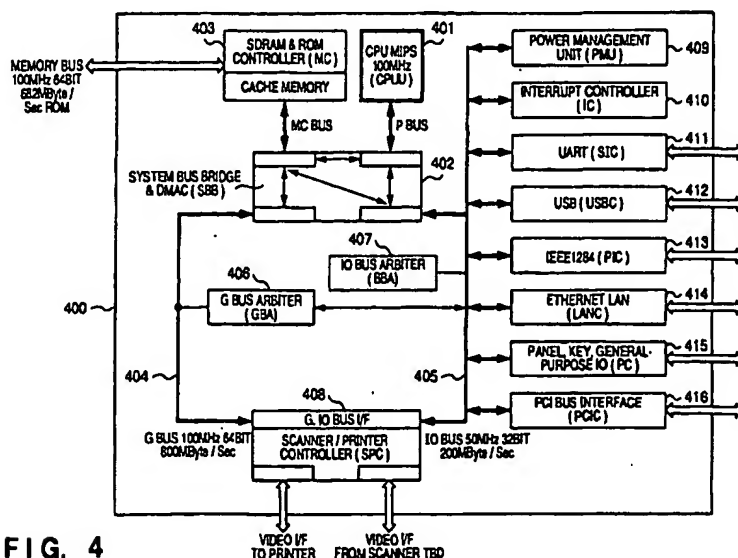 403
SDRAM & ROM
CONTROLLER (MC)
CACHE MEMORY
401
CPU MIPS
100MHz
(CPUU)
MEMORY BUS
100MHz 64BIT
682MByte /
Sec ROM
MC BUS
P BUS
402
SYSTEM BUS BRIDGE
& DMAC (SBB)
407
IO BUS ARBITER
(BBA)
406
G BUS ARBITER
(GBA)
400
404
405
408
G. IO BUS I/F
SCANNER / PRINTER
CONTROLLER (SPC)
G BUS 100MHz 64BIT
800MByte / Sec
IO BUS 50MHz 32BIT
200MByte / Sec
VIDEO I/F
TO PRINTER
VIDEO I/F
FROM SCANNER TBD
POWER MANAGEMENT
UNIT (PMU)
409
INTERRUPT CONTROLLER
(IC)
410
UART (SIC)
411
USB (USBC)
412
IEEE1284 (PIC)
413
ETHERNET LAN
(LANC)
414
PANEL, KEY, GENERAL-
PURPOSE IO (PC)
415
PCI BUS INTERFACE
(PCIC)
416
FIG. 4